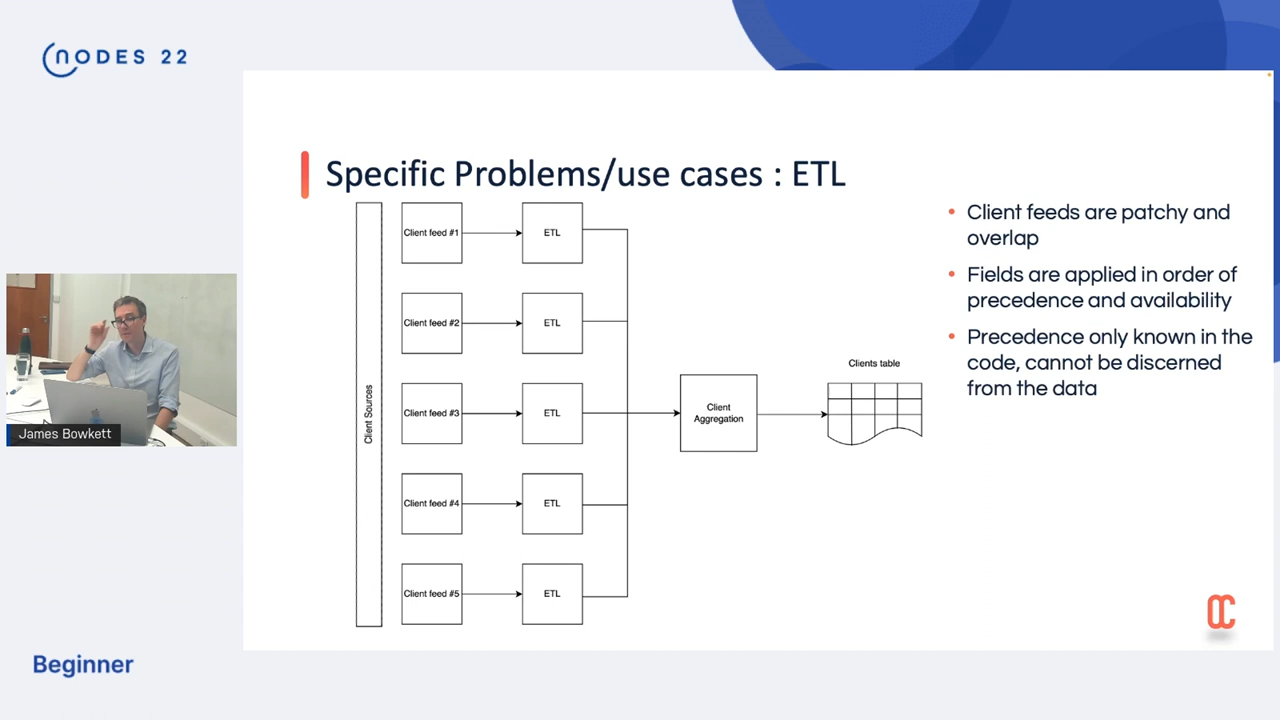 NODES 22
Specific Problems/use cases : ETL
Client Sources
Client feed #1
ETL
Client feed #2
ETL
Client feed #3
ETL
Client feed #4
ETL
Client feed #5
ETL
Client
Aggregation
Clients table
• Client feeds are patchy and
overlap
• Fields are applied in order of
precedence and availability
• Precedence only known in the
code, cannot be discerned
from the data
James Bowkett
OC
Beginner